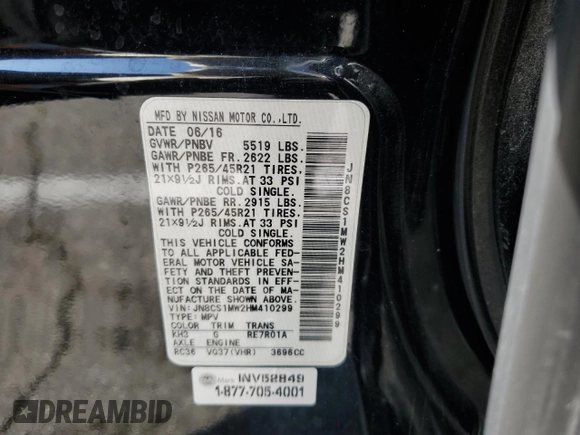 MFD BY NISSAN MOTOR CO.,LTD.
DATE 06/16
GVWR/PNBV 5519 LBS.
GAWR/PNBE FR. 2622 LBS.
WITH P265/45R21 TIRES.
21×9½J RIMS.AT 33 PSI
COLD SINGLE.
GAWR/PNBE RR. 2915 LBS.
WITH P265/45R21 TIRES.
21×9½J RIMS.AT 33 PSI
COLD SINGLE.
THIS VEHICLE CONFORMS
TO ALL APPLICABLE FED-
ERAL MOTOR VEHICLE SA-
FETY AND THEFT PREVEN-
TION STANDARDS IN EFF-
ECT ON THE DATE OF MA-
NUFACTURE SHOWN ABOVE.
VIN: JN8CS1MW2HM410299
TYPE: MPV
COLOR TRIM TRANS
KH3 G RE7R01A
AXLE ENGINE
RC36 VQ37(VHR) 3696CC
JN8CS1MW2HM410299
INV52849
1-877-705-4001
DREAMBID